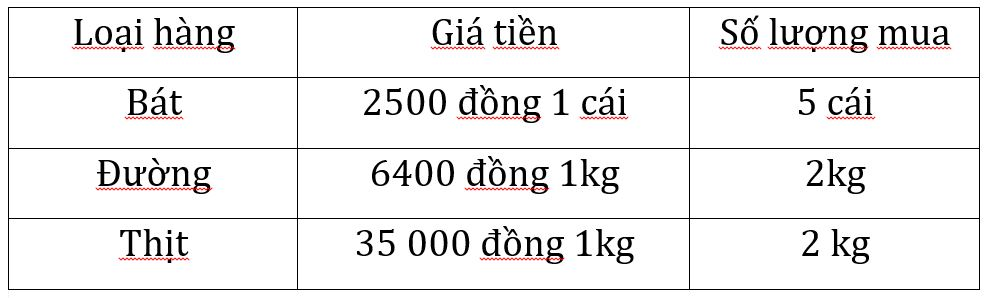 Loại hàng Giá tiền Số lượng mua
Bát 2500 đồng 1 cái 5 cái
Đường 6400 đồng 1kg 2kg
Thịt 35 000 đồng 1kg 2 kg